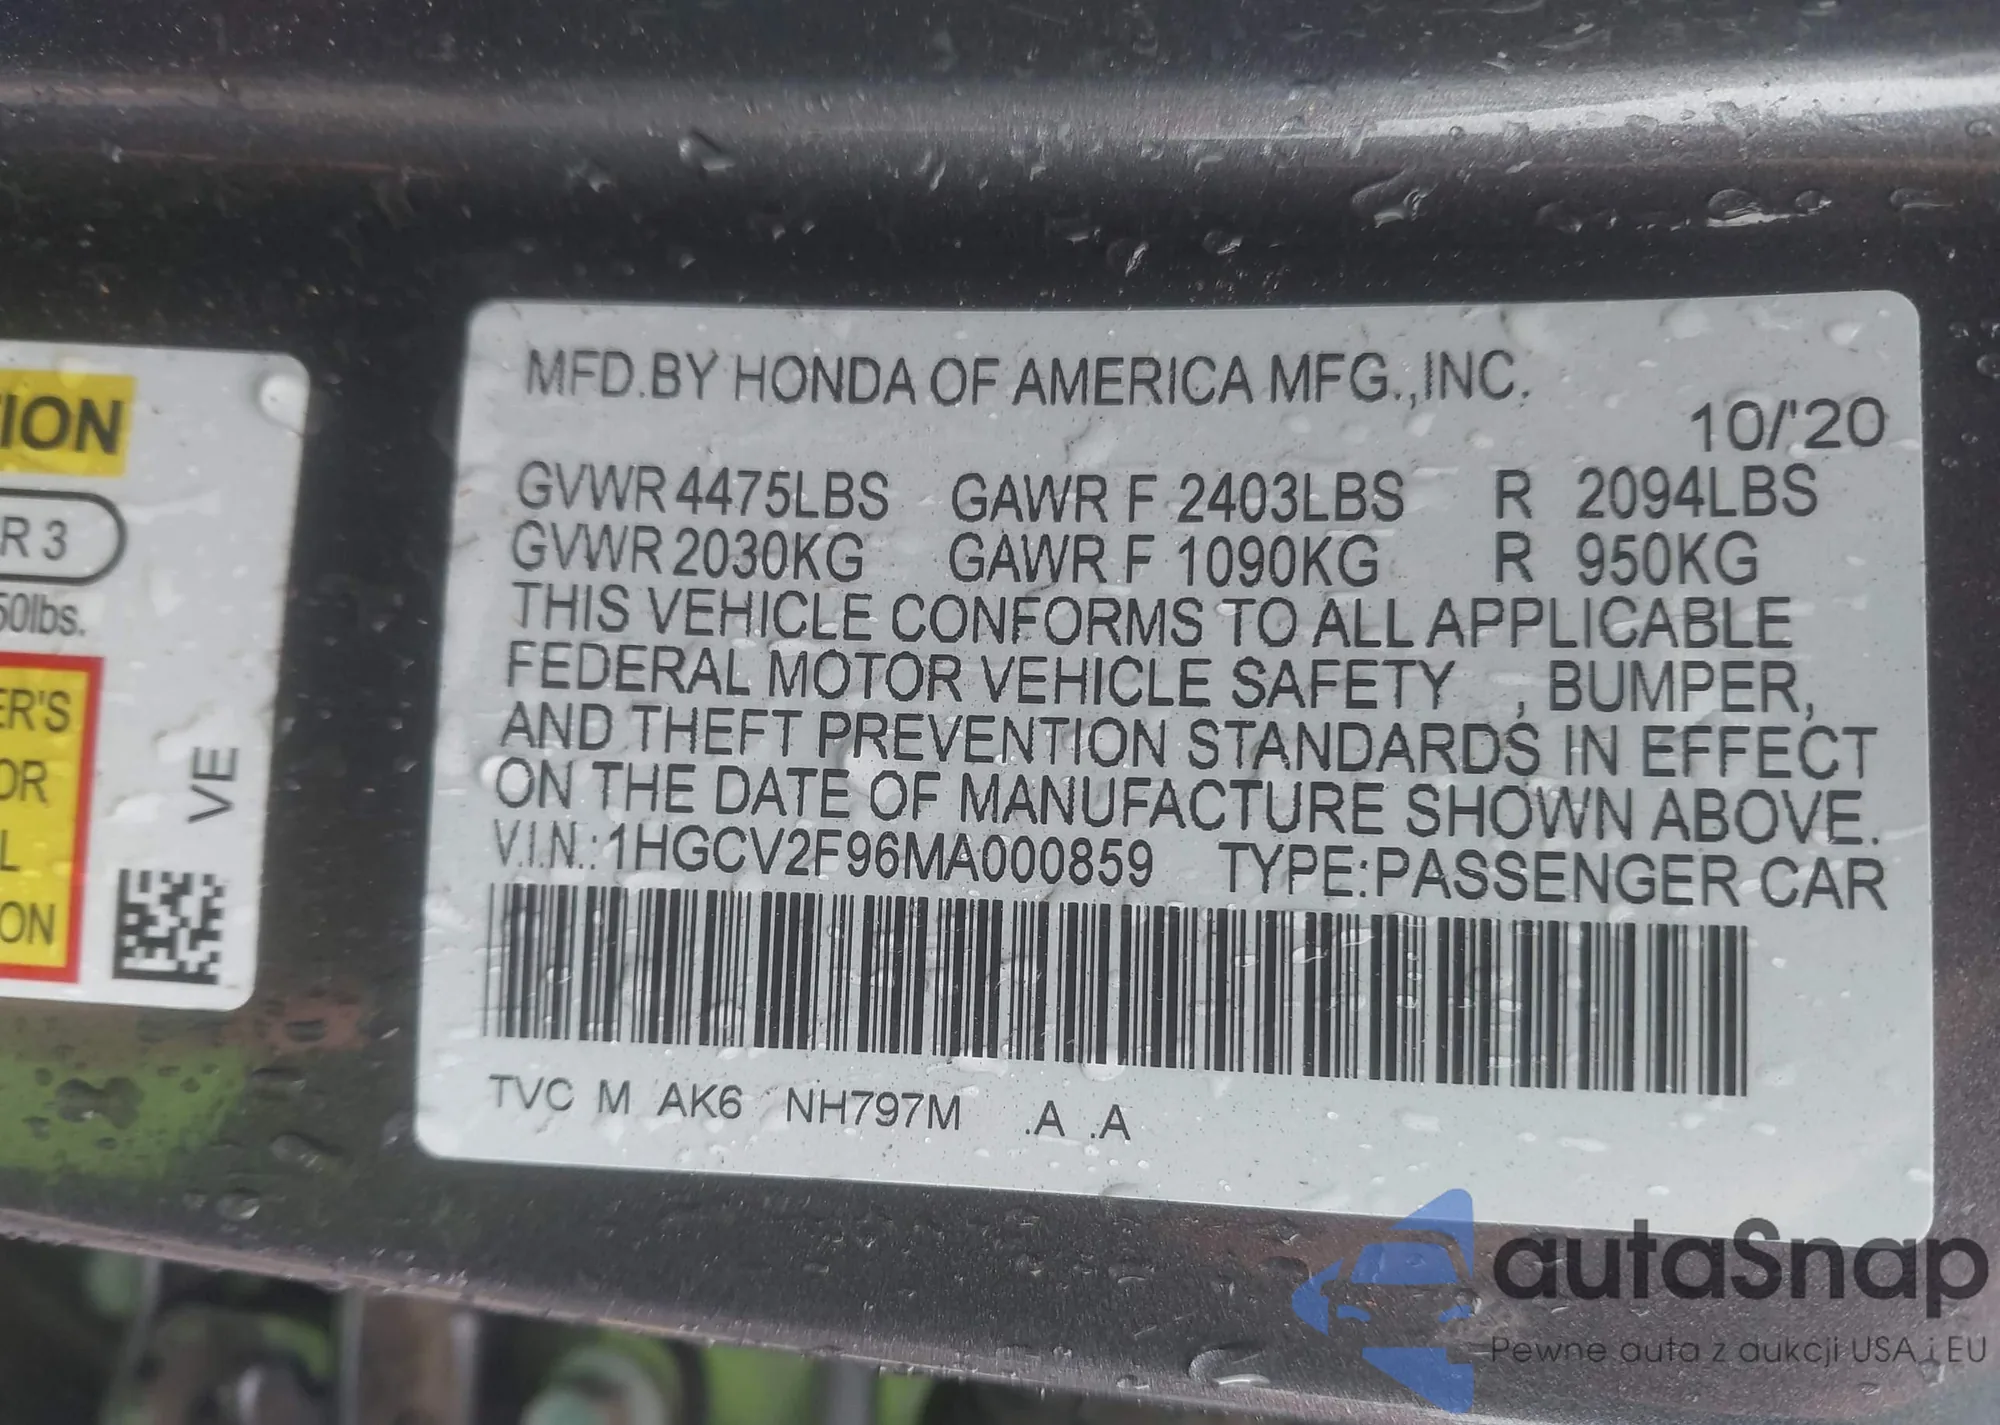 MFD.BY HONDA OF AMERICA MFG.,INC.
10/'20
GVWR 4475LBS GAWR F 2403LBS R 2094LBS
GVWR 2030KG GAWR F 1090KG R 950KG
THIS VEHICLE CONFORMS TO ALL APPLICABLE
FEDERAL MOTOR VEHICLE SAFETY , BUMPER,
AND THEFT PREVENTION STANDARDS IN EFFECT
ON THE DATE OF MANUFACTURE SHOWN ABOVE.
V.I.N.:1HGCV2F96MA000859 TYPE:PASSENGER CAR
TVC M AK6 NH797M .A .A
TION
R 3
50lbs.
ER'S
OR
L
ON
VE
autaSnap
Pewne auta z aukcji USA i EU